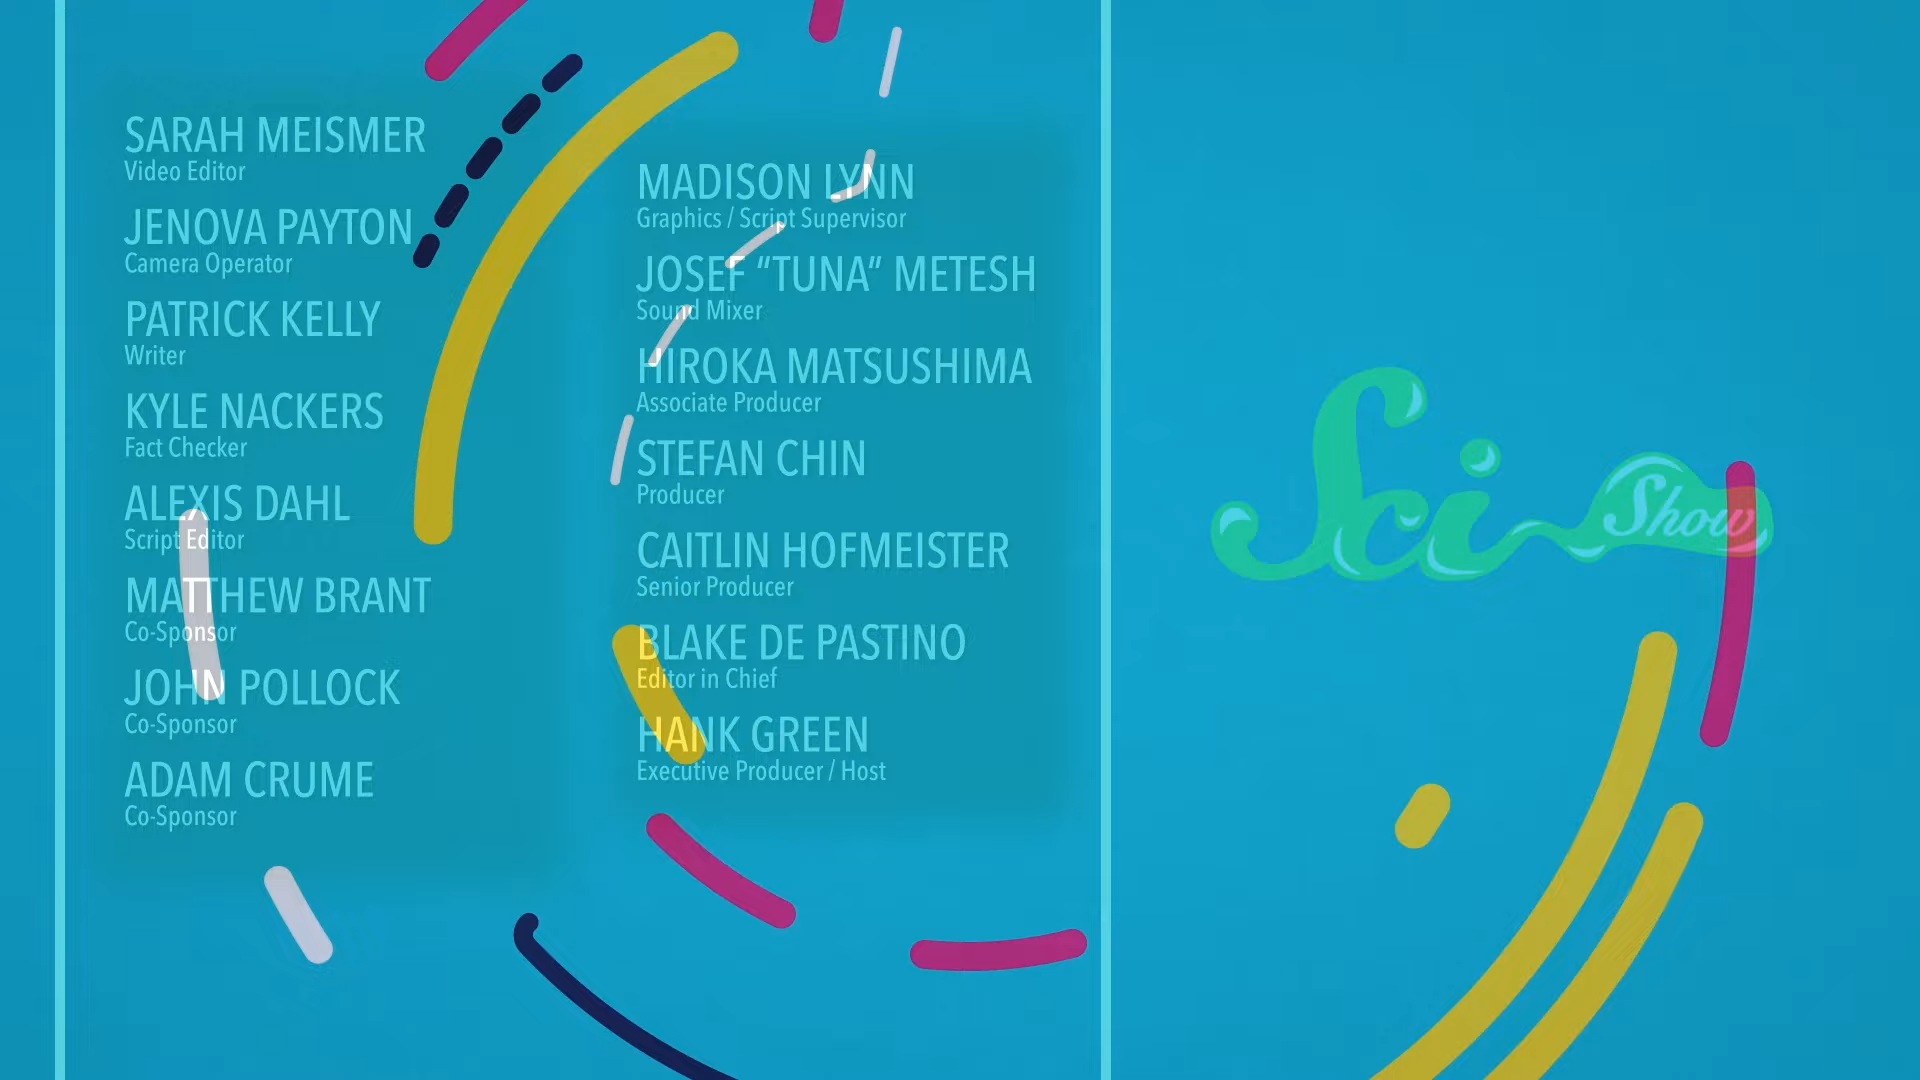 SARAH MEISMER
Video Editor
JENOVA PAYTON
Camera Operator
PATRICK KELLY
Writer
KYLE NACKERS
Fact Checker
ALEXIS DAHL
Script Editor
MATTHEW BRANT
Co-Sponsor
JOHN POLLOCK
Co-Sponsor
ADAM CRUME
Co-Sponsor
MADISON LYNN
Graphics / Script Supervisor
JOSEF “TUNA” METESH
Sound Mixer
HIROKA MATSUSHIMA
Associate Producer
STEFAN CHIN
Producer
CAITLIN HOFMEISTER
Senior Producer
BLAKE DE PASTINO
Editor in Chief
HANK GREEN
Executive Producer / Host
Sci Show